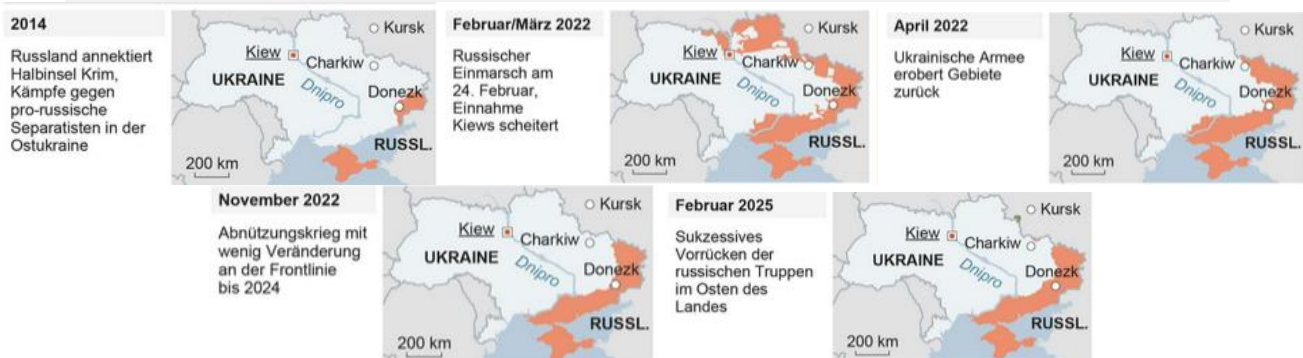 2014
Russland annektiert
Halbinsel Krim,
Kämpfe gegen
pro-russische
Separatisten in der
Ostukraine
Kursk
Kiew
Charkiw
UKRAINE
Dnipro
Donezk
RUSSL.
200 km
Februar/März 2022
Russischer
Einmarsch am
24. Februar,
Einnahme
Kiews scheitert
Kursk
Kiew
Charkiw
UKRAINE
Dnipro
Donezk
RUSSL.
200 km
April 2022
Ukrainische Armee
erobert Gebiete
zurück
Kursk
Kiew
Charkiw
UKRAINE
Dnipro
Donezk
RUSSL.
200 km
November 2022
Abnützungskrieg mit
wenig Veränderung
an der Frontlinie
bis 2024
Kursk
Kiew
Charkiw
UKRAINE
Dnipro
Donezk
RUSSL.
200 km
Februar 2025
Sukzessives
Vorrücken der
russischen Truppen
im Osten des
Landes
Kursk
Kiew
Charkiw
UKRAINE
Dnipro
Donezk
RUSSL.
200 km